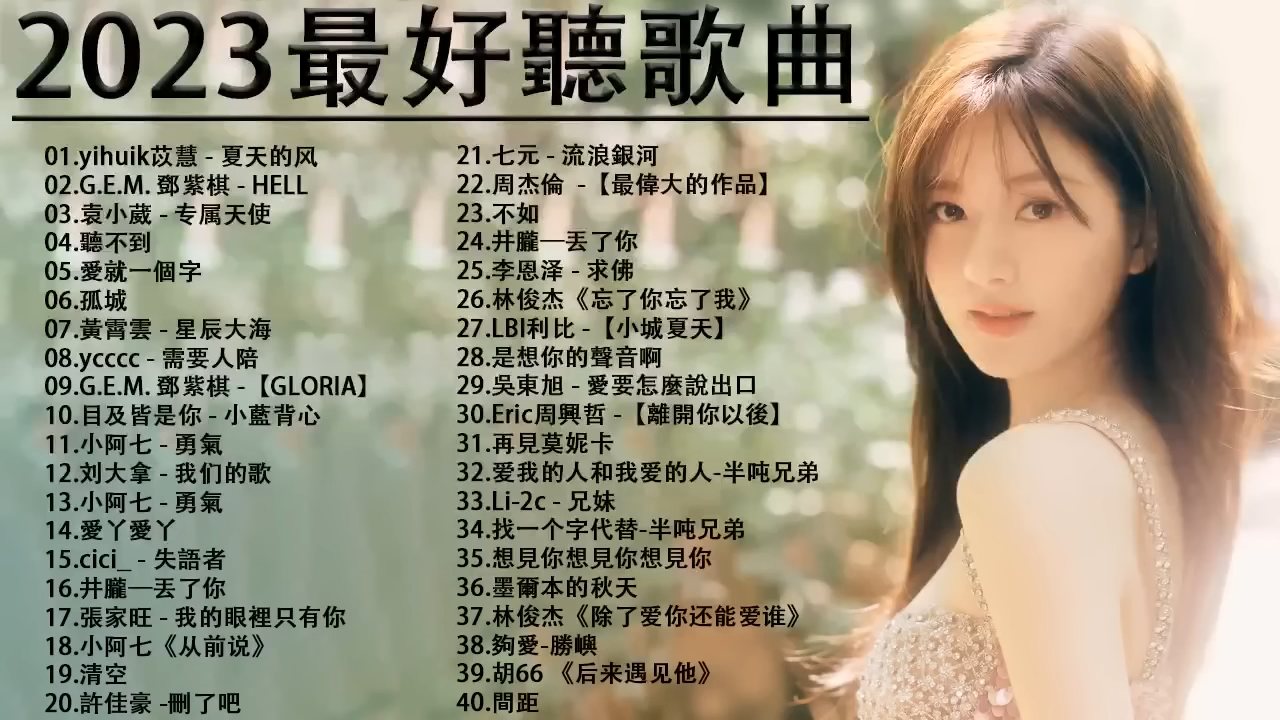 2023最好聽歌曲
01.yihuik苡慧 - 夏天的风
02.G.E.M. 鄧紫棋 - HELL
03.袁小葳 - 专属天使
04.聽不到
05.愛就一個字
06.孤城
07.黃霄雲 - 星辰大海
08.ycccc - 需要人陪
09.G.E.M. 鄧紫棋 -【GLORIA】
10.目及皆是你 - 小藍背心
11.小阿七 - 勇氣
12.刘大拿 - 我们的歌
13.小阿七 - 勇氣
14.愛丫愛丫
15.cici_ - 失語者
16.井朧—丟了你
17.張家旺 - 我的眼裡只有你
18.小阿七《从前说》
19.清空
20.許佳豪 -刪了吧
21.七元 - 流浪銀河
22.周杰倫 -【最偉大的作品】
23.不如
24.井朧—丟了你
25.李恩泽 - 求佛
26.林俊杰《忘了你忘了我》
27.LBI利比 -【小城夏天】
28.是想你的聲音啊
29.吳東旭 - 愛要怎麼說出口
30.Eric周興哲 -【離開你以後】
31.再見莫妮卡
32.爱我的人和我爱的人-半吨兄弟
33.Li-2c - 兄妹
34.找一个字代替-半吨兄弟
35.想見你想見你想見你
36.墨爾本的秋天
37.林俊杰《除了爱你还能爱谁》
38.夠愛-勝嶼
39.胡66 《后来遇见他》
40.間距